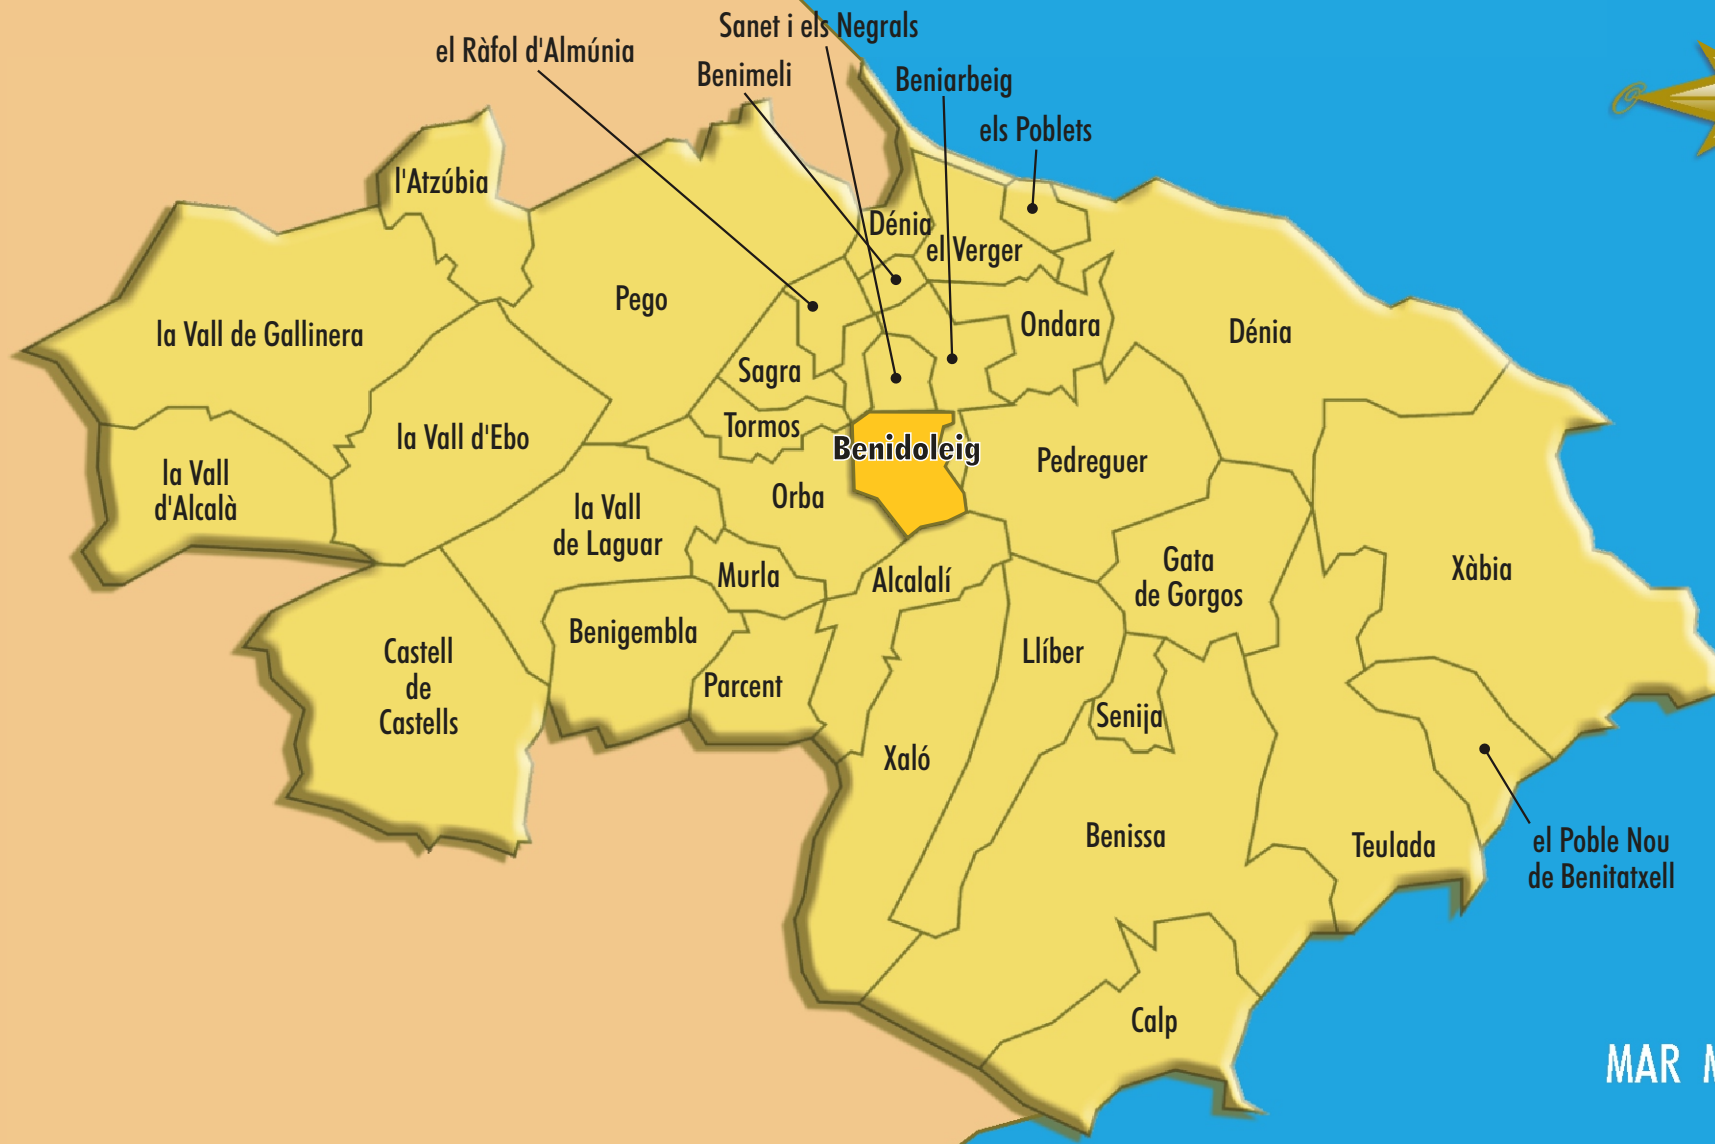 Sanet i els Negrals
el Ràfol d'Almúnia
Benimeli
Beniarbeig
els Poblets
l'Atzúbia
Dénia
el Verger
Pego
la Vall de Gallinera
Ondara
Dénia
Sagra
Tormos
la Vall d'Ebo
Benidoleig
Pedreguer
la Vall
d'Alcalà
Orba
la Vall
de Laguar
Murla
Alcalalí
Gata
de Gorgos
Xàbia
Benigembla
Castell
de
Castells
Llíber
Parcent
Senija
Xaló
Benissa
Teulada
el Poble Nou
de Benitatxell
Calp
MAR